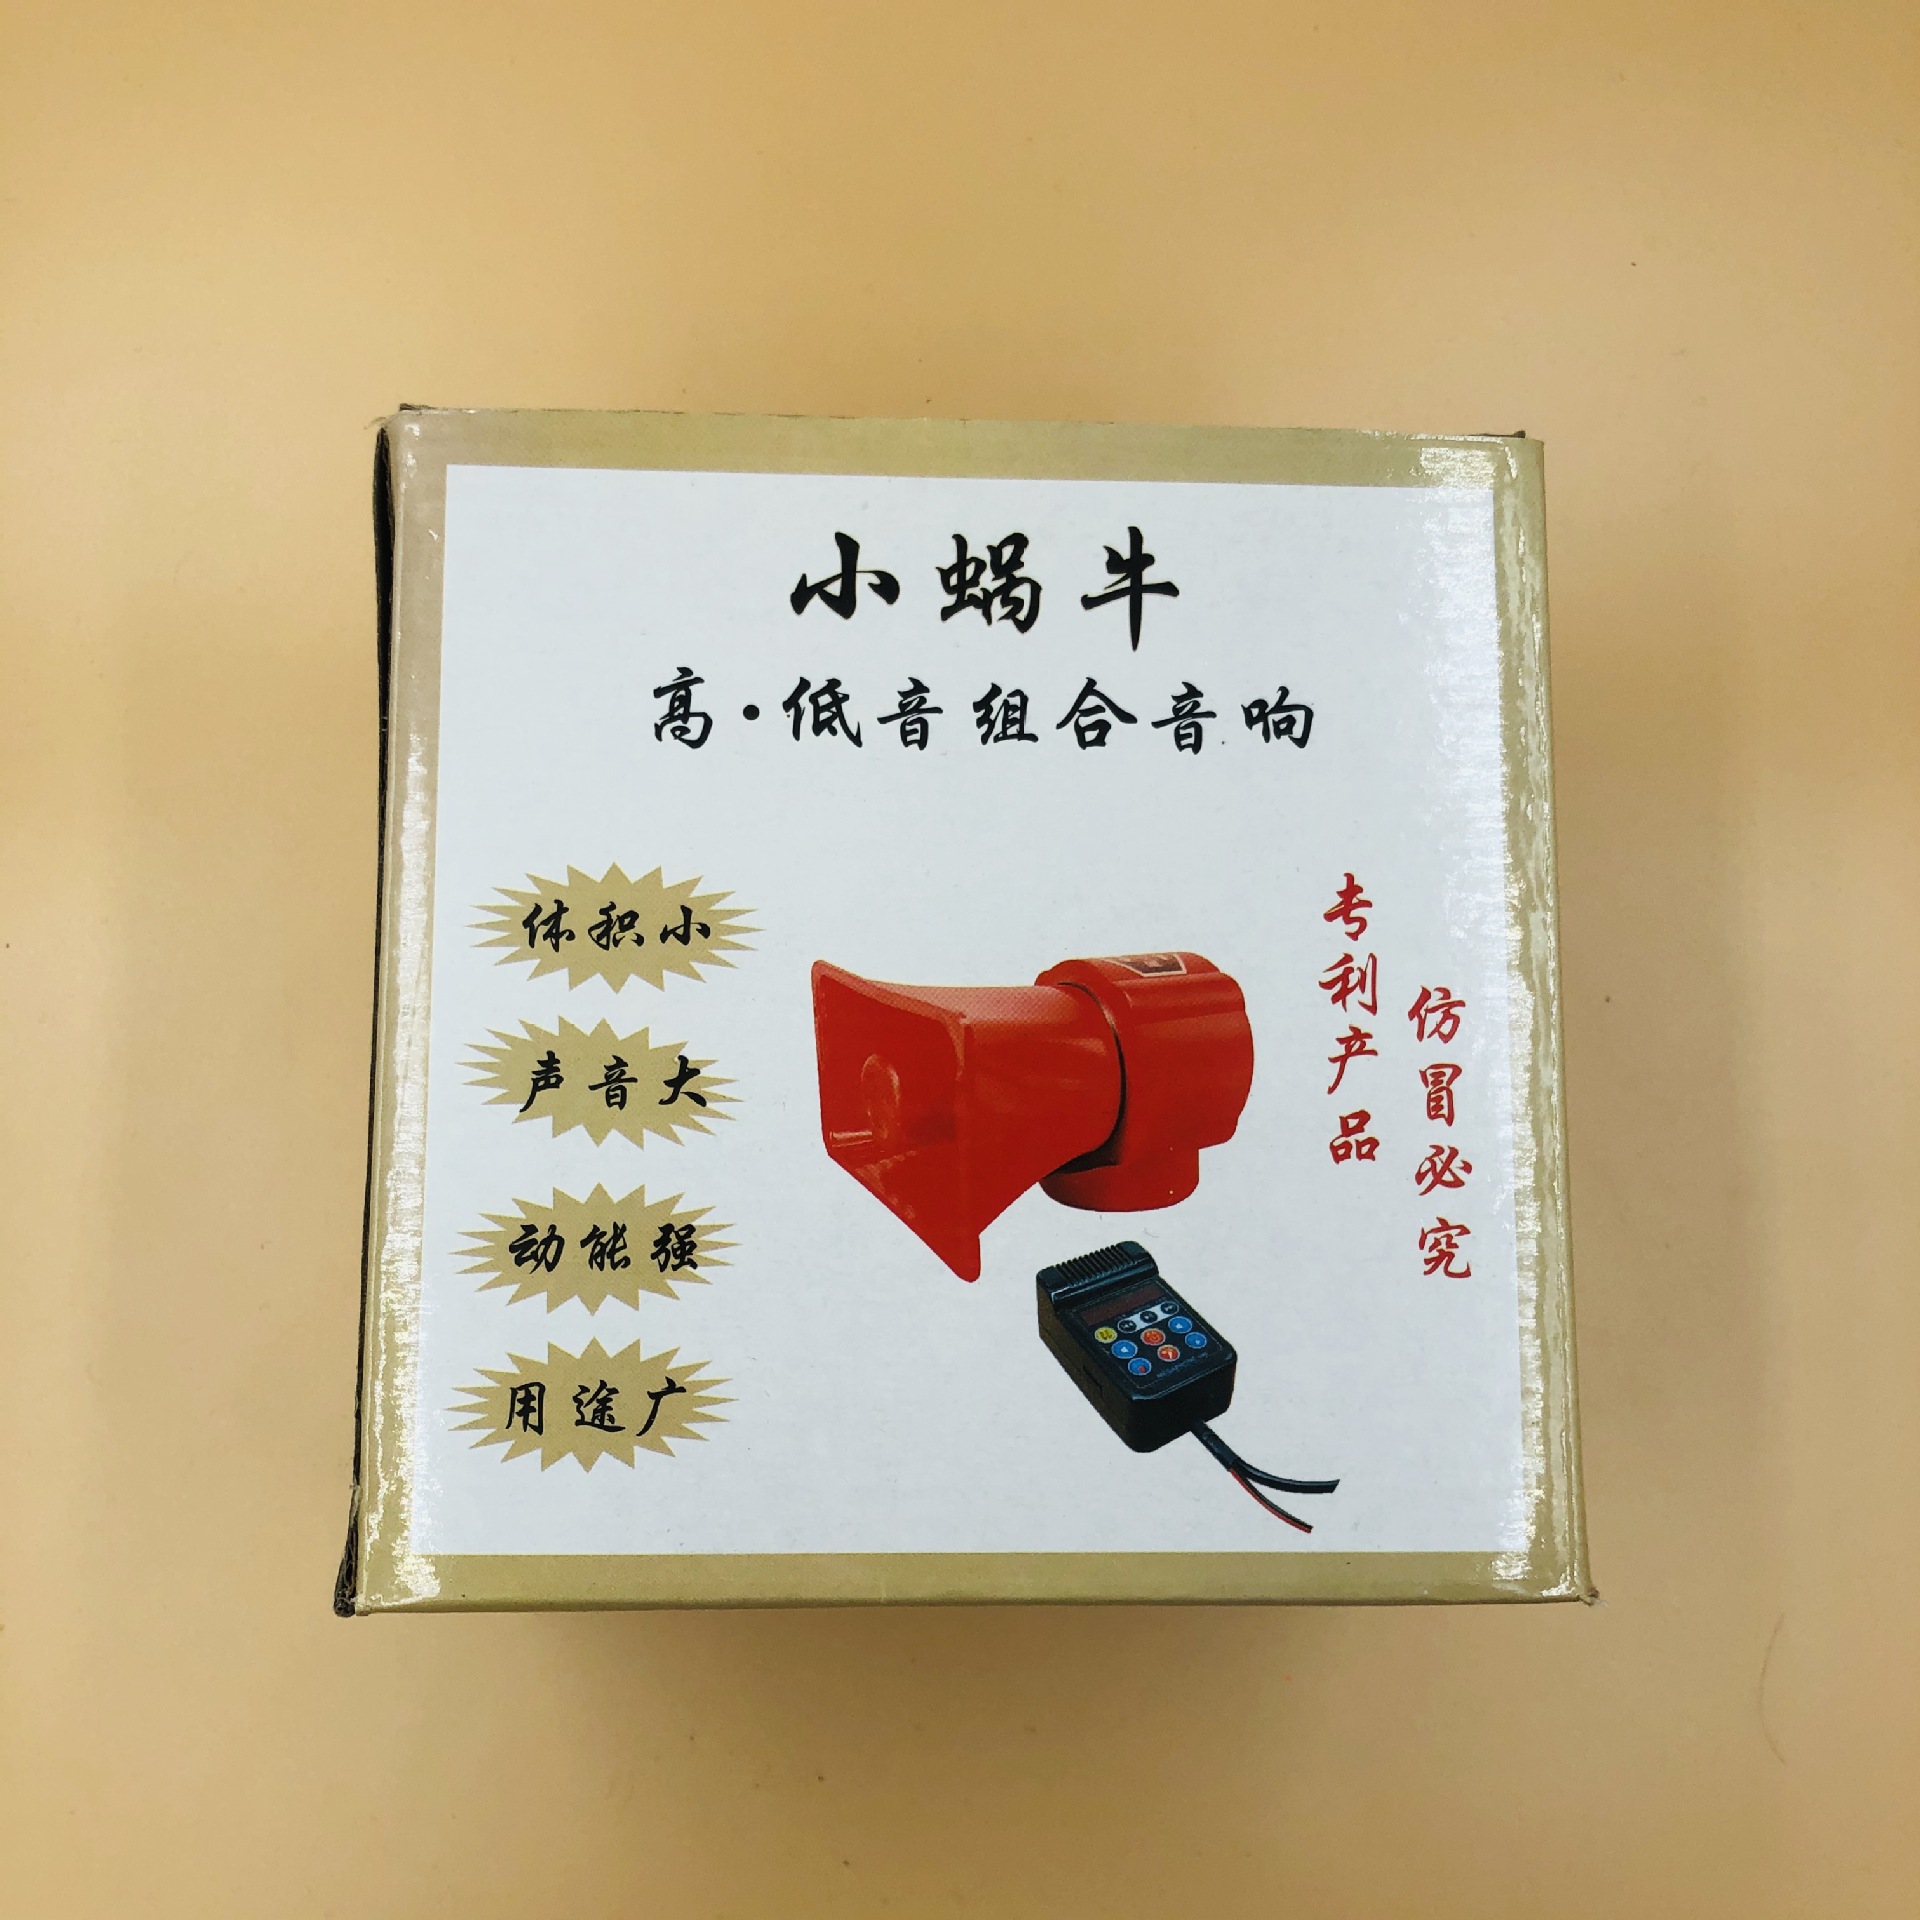 小蜗牛
高·低音组合音响
体积小
声音大
动能强
用途广
专利产品
仿冒必究